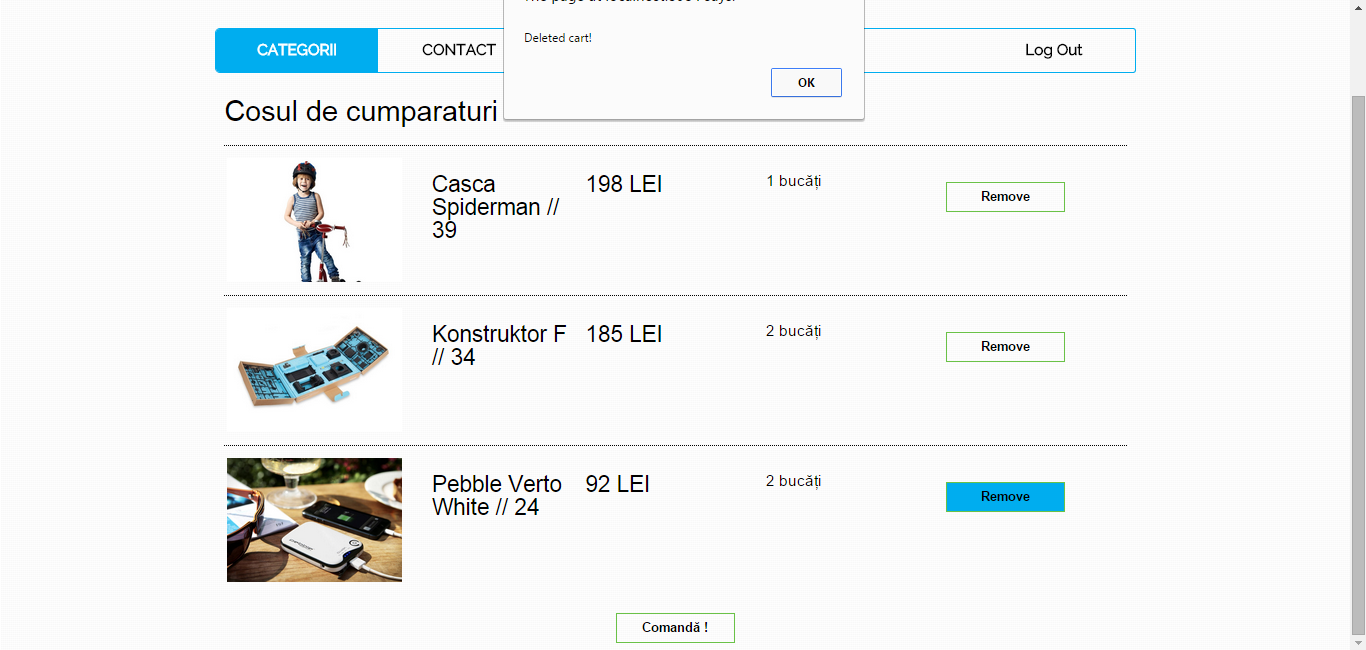 Deleted cart!
OK
CATEGORII
CONTACT
Log Out
Cosul de cumparaturi
Casca
Spiderman //
39
198 LEI
1 bucăți
Remove
Konstruktor F
// 34
185 LEI
2 bucăți
Remove
Pebble Verto
White // 24
92 LEI
2 bucăți
Remove
Comandă !